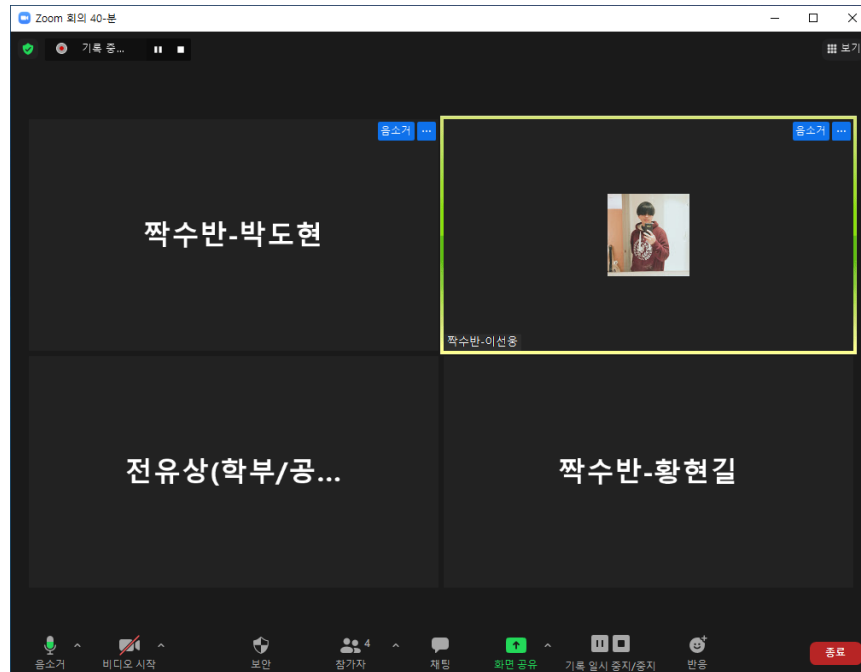 Zoom 회의 40-분
기록 중...
보기
음소거 ...
음소거 ...
짝수반-박도현
짝수반-이선웅
전유상(학부/공...
짝수반-황현길
음소거
비디오 시작
보안
4
참가자
채팅
화면 공유
기록 일시 중지/중지
반응
종료